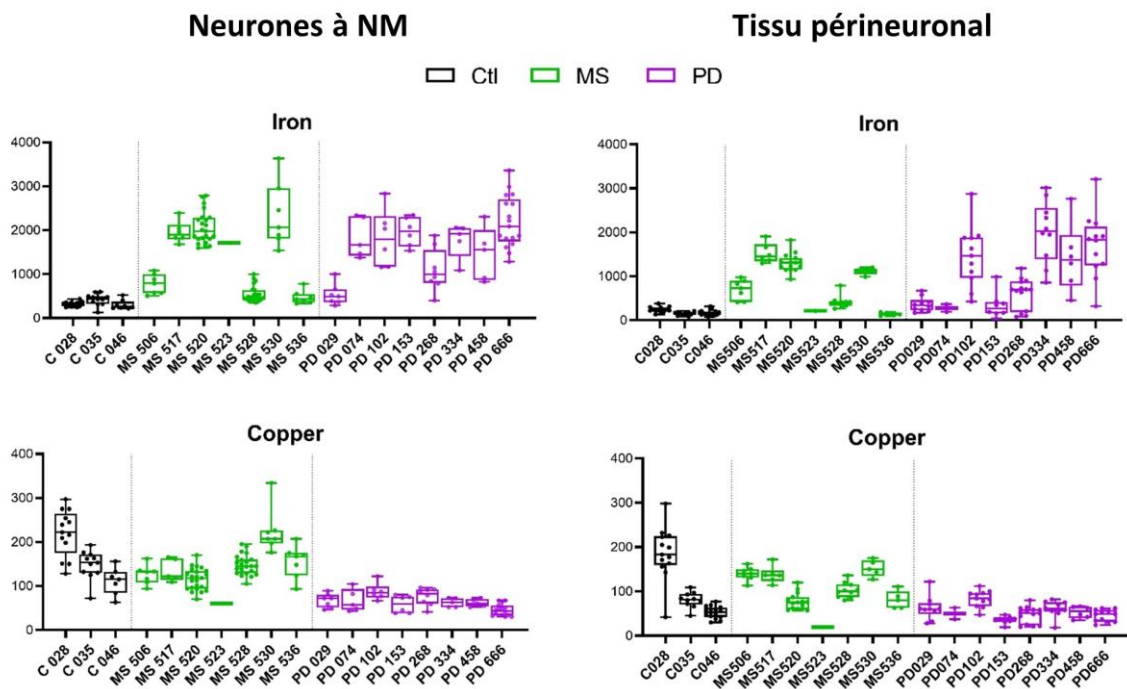 Neurones à NM
Tissu périneuronal
Ctl MS PD
Iron
4000
3000
2000
1000
0
C 028 C 035 C 046 MS 506 MS 517 MS 520 MS 523 MS 528 MS 530 MS 536 PD 029 PD 074 PD 102 PD 153 PD 268 PD 334 PD 458 PD 666
Iron
4000
3000
2000
1000
0
C028 C035 C046 MS506 MS517 MS520 MS523 MS528 MS530 MS536 PD029 PD074 PD102 PD153 PD268 PD334 PD458 PD666
Copper
400
300
200
100
0
C 028 C 035 C 046 MS 506 MS 517 MS 520 MS 523 MS 528 MS 530 MS 536 PD 029 PD 074 PD 102 PD 153 PD 268 PD 334 PD 458 PD 666
Copper
400
300
200
100
0
C028 C035 C046 MS506 MS517 MS520 MS523 MS528 MS530 MS536 PD029 PD074 PD102 PD153 PD268 PD334 PD458 PD666